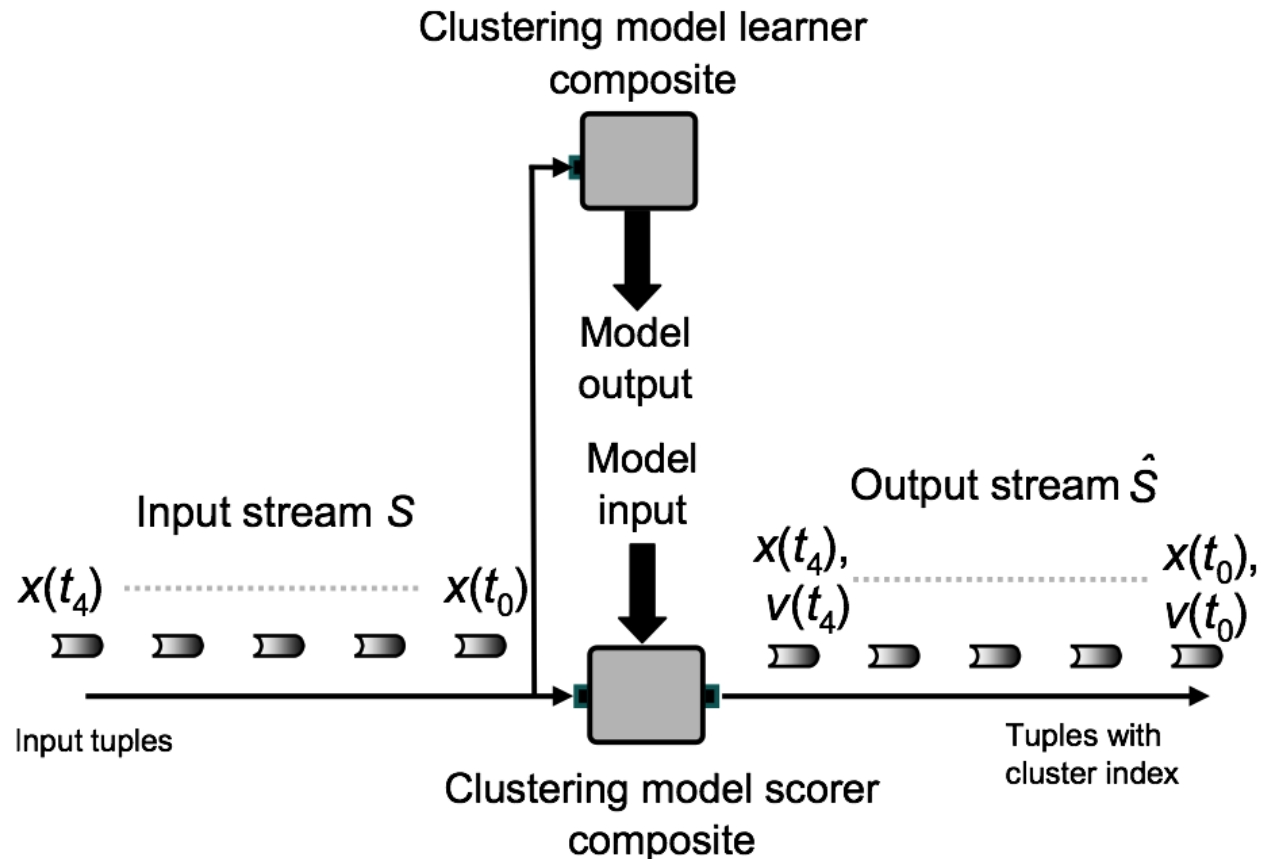 Clustering model learner
composite
Model
output
Model
input
Input stream S
x(t₄)
x(t₀)
Output stream Ŝ
x(t₄),
v(t₄)
x(t₀),
v(t₀)
Input tuples
Tuples with
cluster index
Clustering model scorer
composite